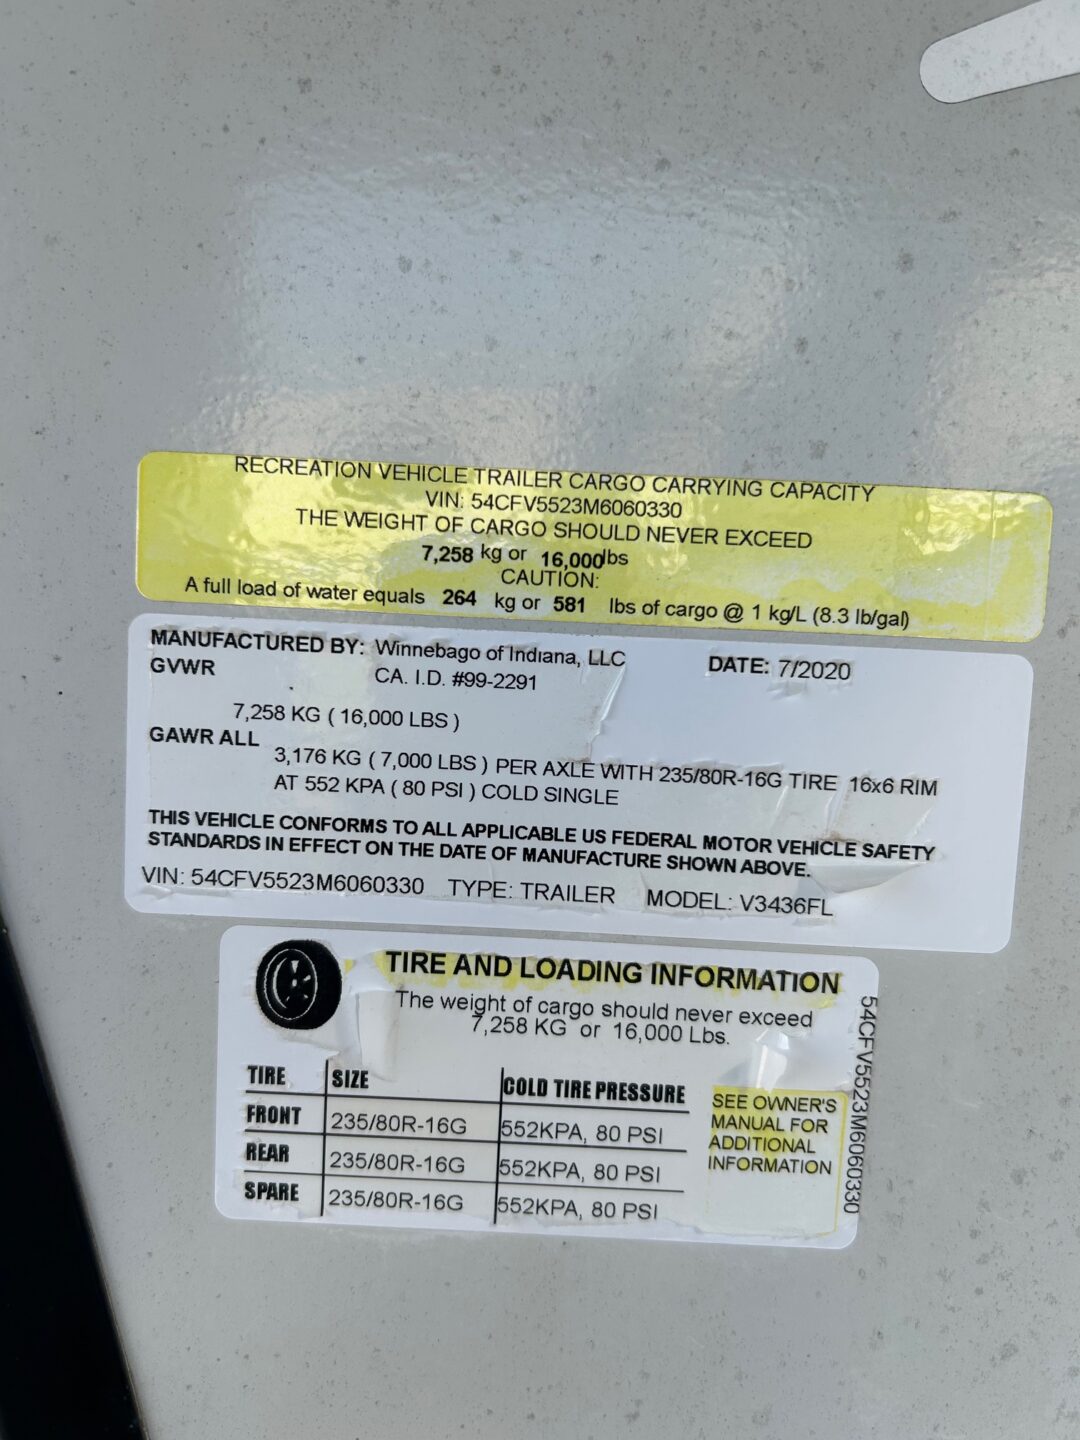 RECREATION VEHICLE TRAILER CARGO CARRYING CAPACITY
VIN: 54CFV5523M6060330
THE WEIGHT OF CARGO SHOULD NEVER EXCEED
7,258 kg or 16,000lbs
CAUTION:
A full load of water equals 264 kg or 581 lbs of cargo @ 1 kg/L (8.3 lb/gal)
MANUFACTURED BY: Winnebago of Indiana, LLC DATE: 7/2020
GVWR CA. I.D. #99-2291
7,258 KG ( 16,000 LBS )
GAWR ALL
3,176 KG ( 7,000 LBS ) PER AXLE WITH 235/80R-16G TIRE 16x6 RIM
AT 552 KPA ( 80 PSI ) COLD SINGLE
THIS VEHICLE CONFORMS TO ALL APPLICABLE US FEDERAL MOTOR VEHICLE SAFETY
STANDARDS IN EFFECT ON THE DATE OF MANUFACTURE SHOWN ABOVE.
VIN: 54CFV5523M6060330 TYPE: TRAILER MODEL: V3436FL
TIRE AND LOADING INFORMATION
The weight of cargo should never exceed
7,258 KG or 16,000 Lbs.
TIRE SIZE COLD TIRE PRESSURE
FRONT 235/80R-16G 552KPA, 80 PSI
REAR 235/80R-16G 552KPA, 80 PSI
SPARE 235/80R-16G 552KPA, 80 PSI
SEE OWNER'S
MANUAL FOR
ADDITIONAL
INFORMATION
54CFV5523M6060330